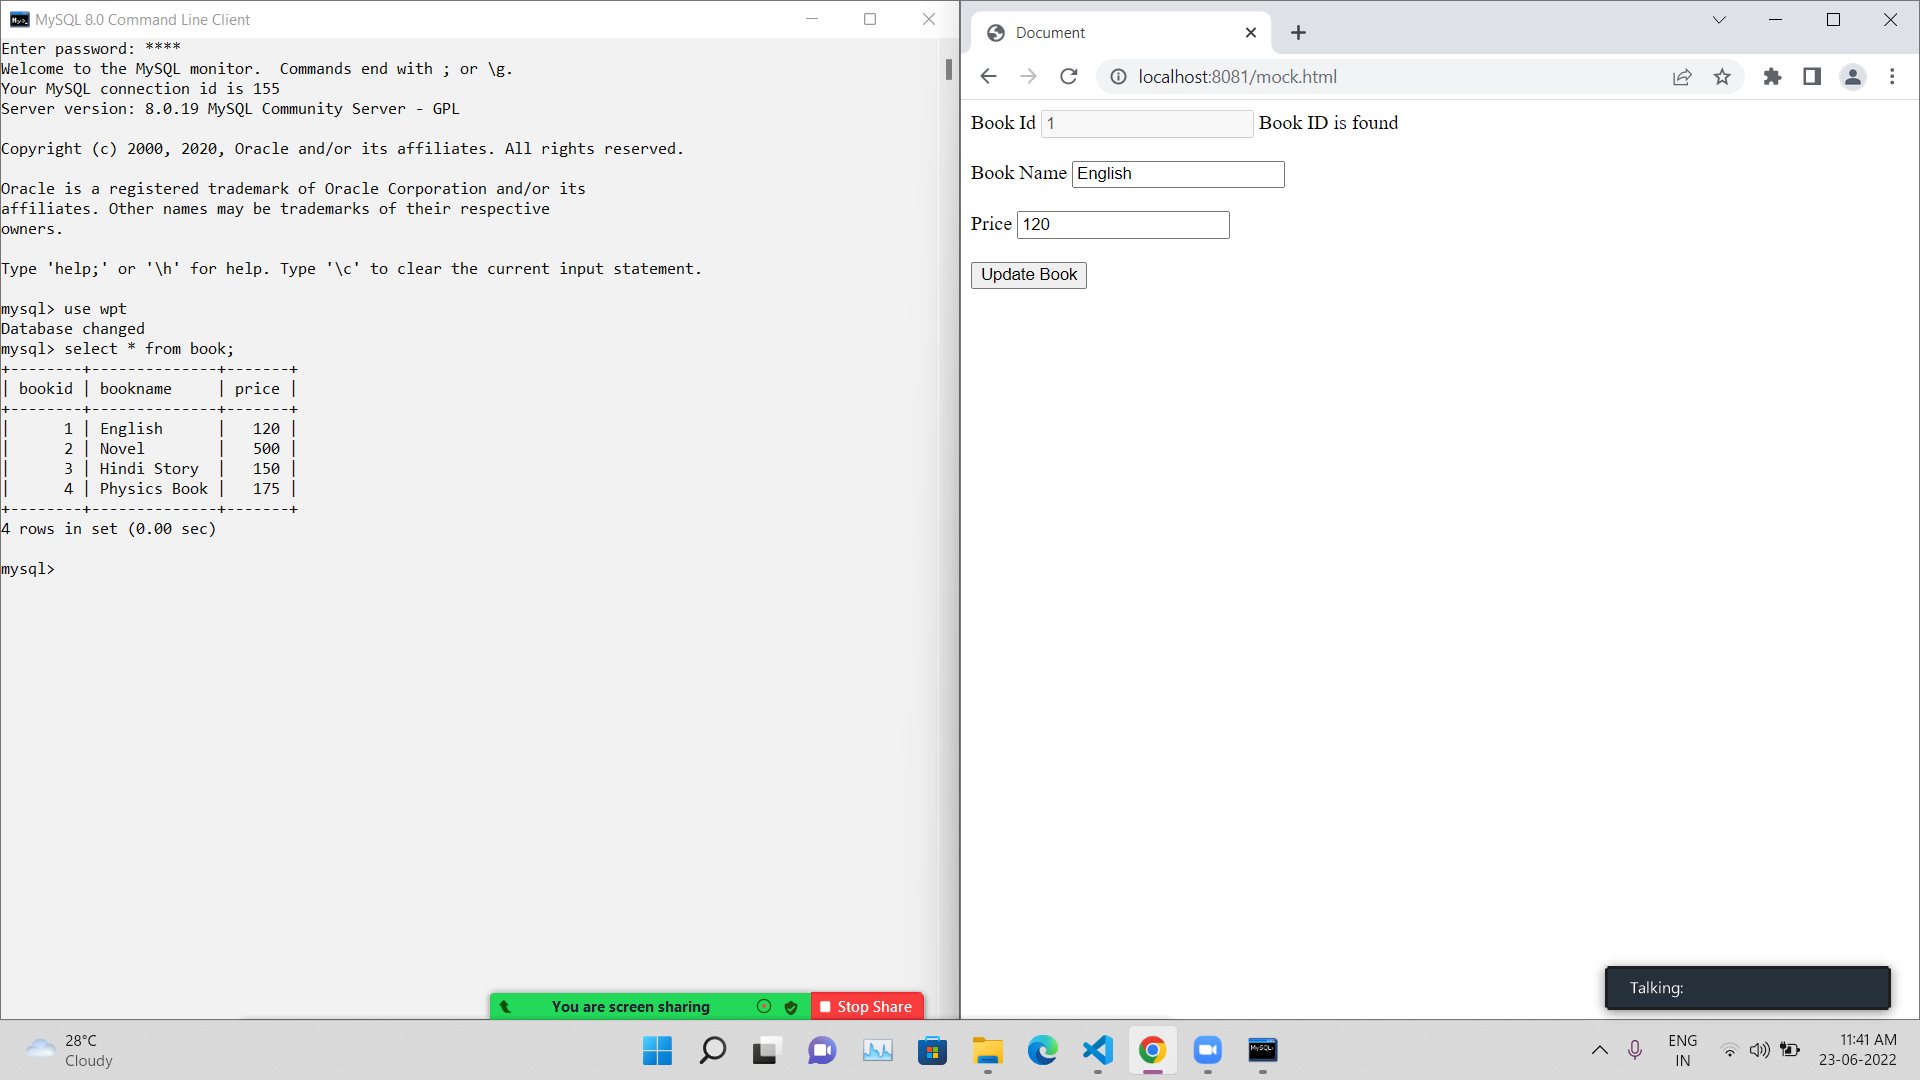 MySQL 8.0 Command Line Client
Enter password: ****
Welcome to the MySQL monitor.  Commands end with ; or \g.
Your MySQL connection id is 155
Server version: 8.0.19 MySQL Community Server - GPL
Copyright (c) 2000, 2020, Oracle and/or its affiliates. All rights reserved.
Oracle is a registered trademark of Oracle Corporation and/or its
affiliates. Other names may be trademarks of their respective
owners.
Type 'help;' or '\h' for help. Type '\c' to clear the current input statement.
mysql> use wpt
Database changed
mysql> select * from book;
+--------+--------------+-------+
| bookid | bookname     | price |
+--------+--------------+-------+
|      1 | English      |   120 |
|      2 | Novel        |   500 |
|      3 | Hindi Story  |   150 |
|      4 | Physics Book |   175 |
+--------+--------------+-------+
4 rows in set (0.00 sec)
mysql>
Document
localhost:8081/mock.html
Book Id 1 Book ID is found
Book Name English
Price 120
Update Book
Talking:
You are screen sharing Stop Share
28°C
Cloudy
MySQL>
ENG
IN
11:41 AM
23-06-2022